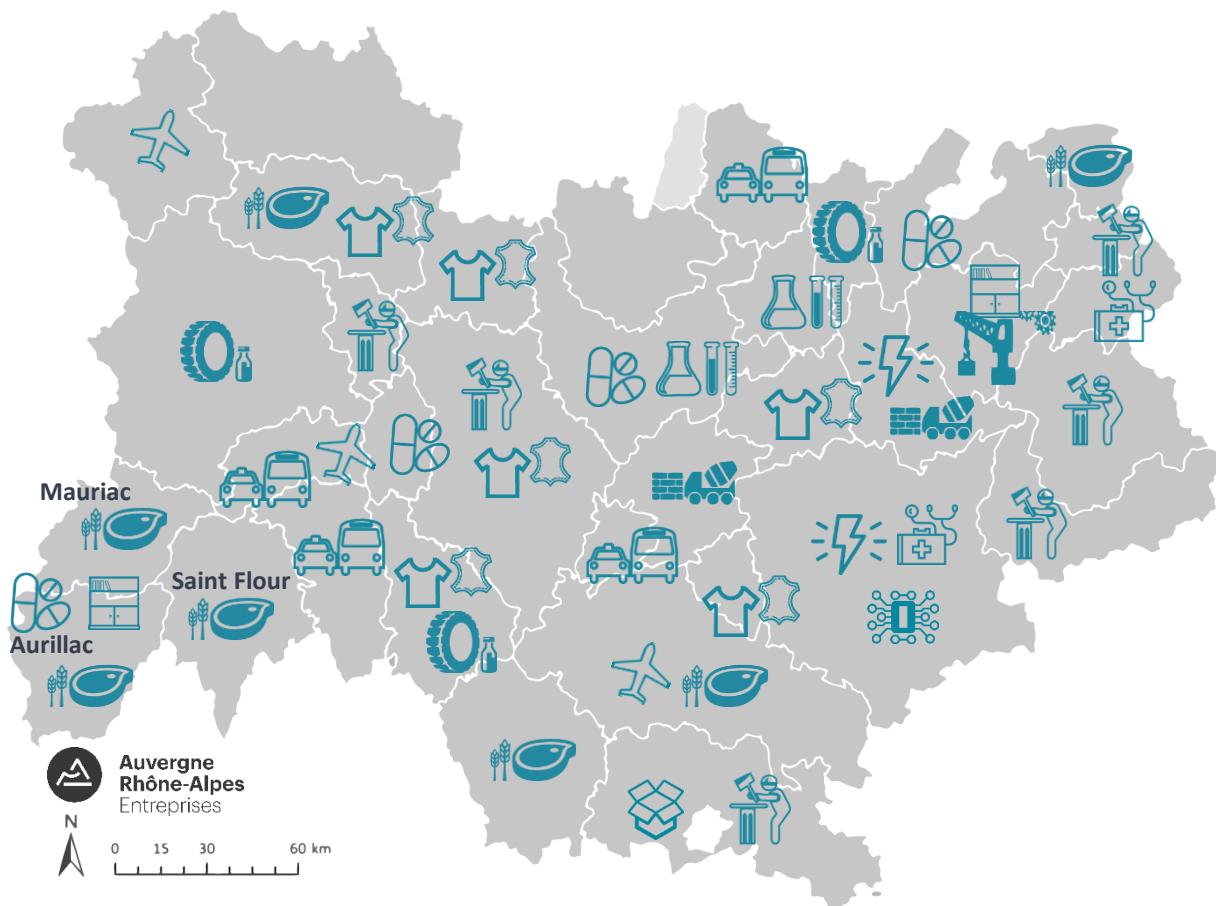 Mauriac
Saint Flour
Aurillac
Auvergne
Rhône-Alpes
Entreprises
N
0 15 30 60 km